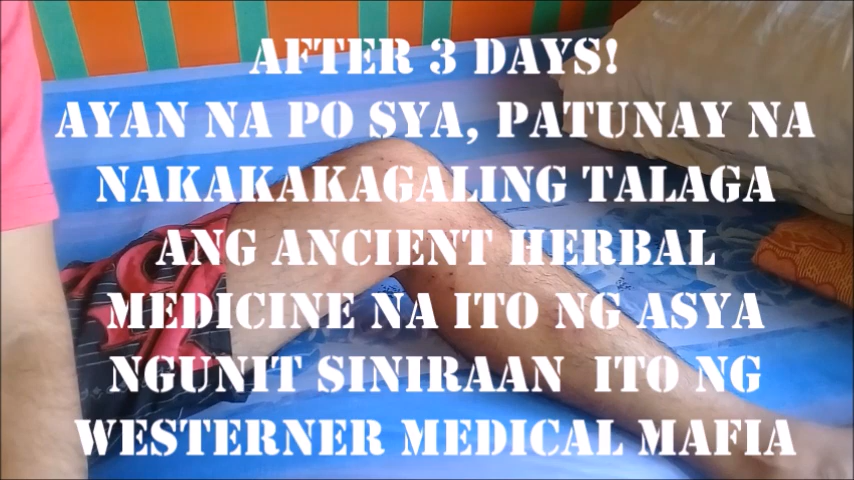 AFTER 3 DAYS!
AYAN NA PO SYA, PATUNAY NA
NAKAKAKAGALING TALAGA
ANG ANCIENT HERBAL
MEDICINE NA ITO NG ASYA
NGUNIT SINIRAAN ITO NG
WESTERNER MEDICAL MAFIA